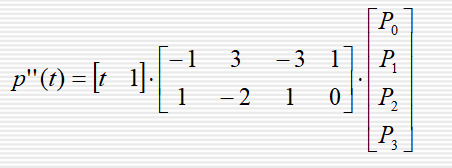 p''(t) = [t 1] · [-1 3 -3 1; 1 -2 1 0] · [P₀; P₁; P₂; P₃]